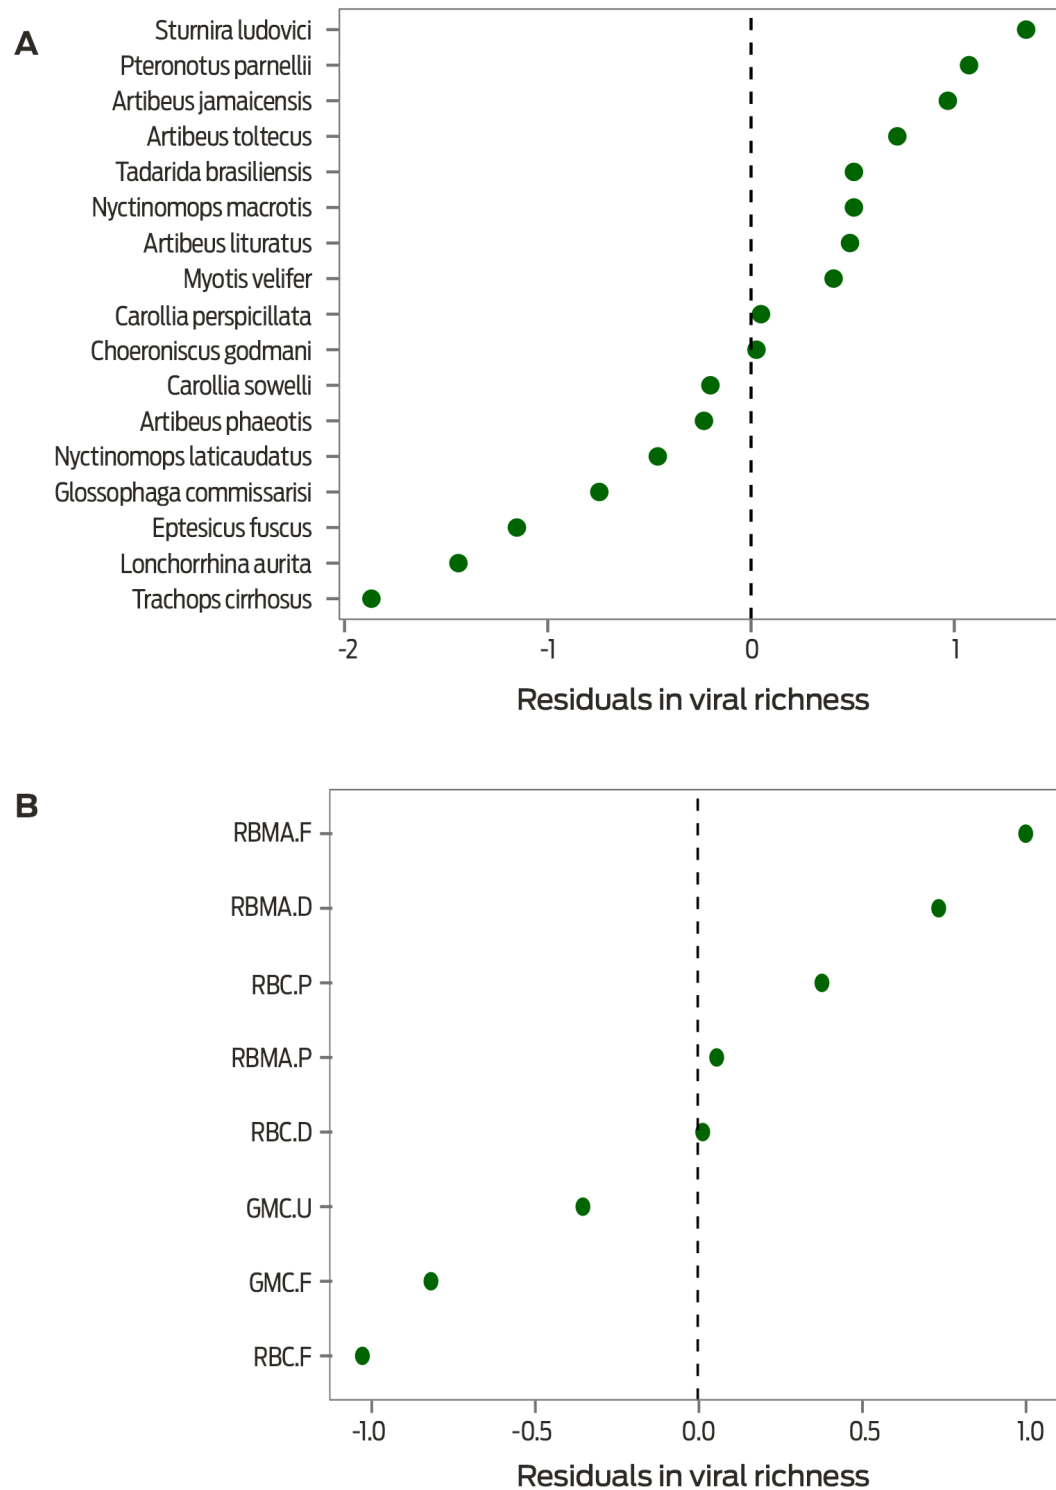 A
Sturnira ludovici
Pteronotus parnellii
Artibeus jamaicensis
Artibeus toltecus
Tadarida brasiliensis
Nyctinomops macrotis
Artibeus lituratus
Myotis velifer
Carollia perspicillata
Choeroniscus godmani
Carollia sowelli
Artibeus phaeotis
Nyctinomops laticaudatus
Glossophaga commissarisi
Eptesicus fuscus
Lonchorrhina aurita
Trachops cirrhosus
-2 -1 0 1
Residuals in viral richness
B
RBMA.F
RBMA.D
RBC.P
RBMA.P
RBC.D
GMC.U
GMC.F
RBC.F
-1.0 -0.5 0.0 0.5 1.0
Residuals in viral richness